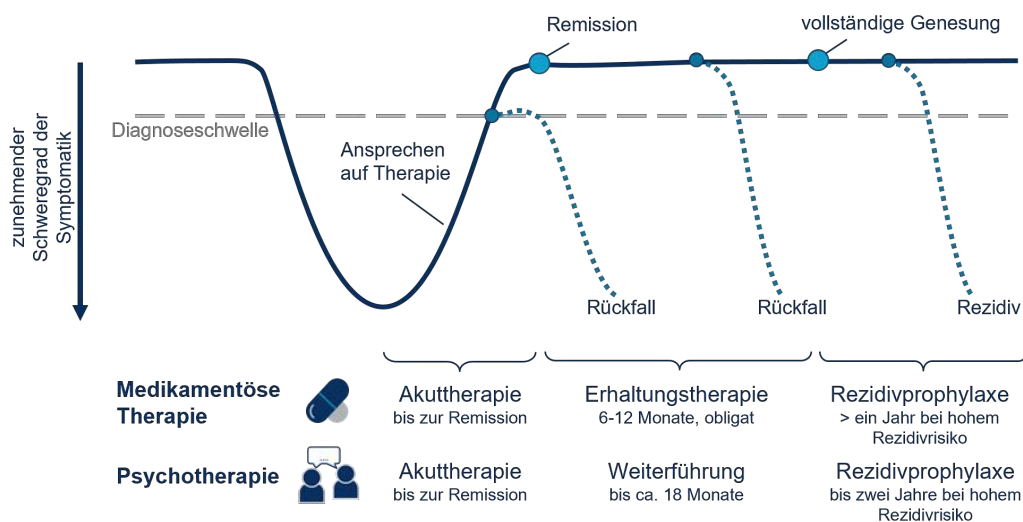 vollständige Genesung
Remission
Diagnoseschwelle
zunehmender
Schweregrad der
Symptomatik
Ansprechen
auf Therapie
Rückfall
Rückfall
Rezidiv
Medikamentöse
Therapie
Akuttherapie
bis zur Remission
Erhaltungstherapie
6-12 Monate, obligat
Rezidivprophylaxe
> ein Jahr bei hohem
Rezidivrisiko
Psychotherapie
Akuttherapie
bis zur Remission
Weiterführung
bis ca. 18 Monate
Rezidivprophylaxe
bis zwei Jahre bei hohem
Rezidivrisiko